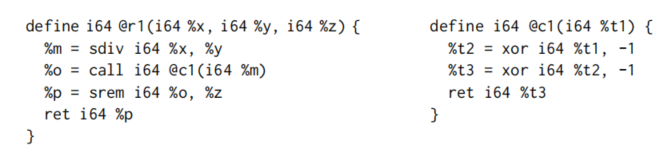 define i64 @r1(i64 %x, i64 %y, i64 %z) {
%m = sdiv i64 %x, %y
%o = call i64 @c1(i64 %m)
%p = srem i64 %o, %z
ret i64 %p
}
define i64 @c1(i64 %t1) {
%t2 = xor i64 %t1, -1
%t3 = xor i64 %t2, -1
ret i64 %t3
}